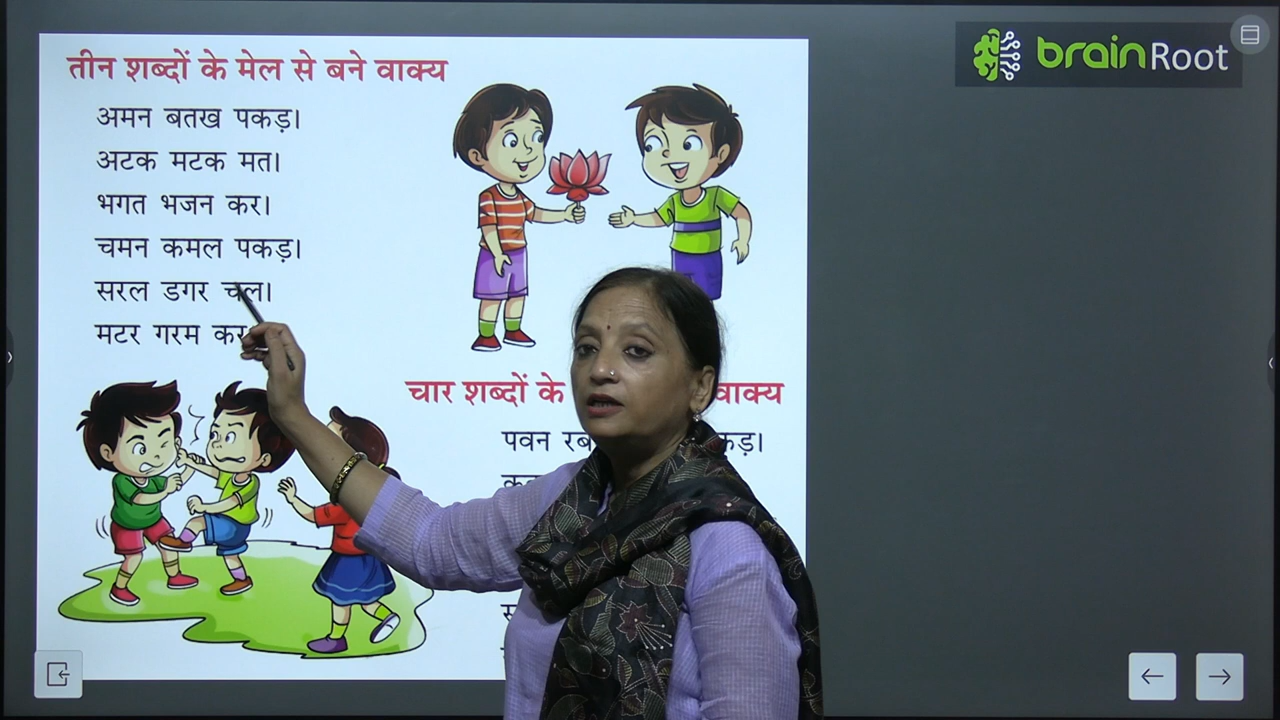 तीन शब्दों के मेल से बने वाक्य
अमन बतख पकड़।
अटक मटक मत।
भगत भजन कर।
चमन कमल पकड़।
सरल डगर चल।
मटर गरम कर
चार शब्दों के वाक्य
पवन
brainRoot